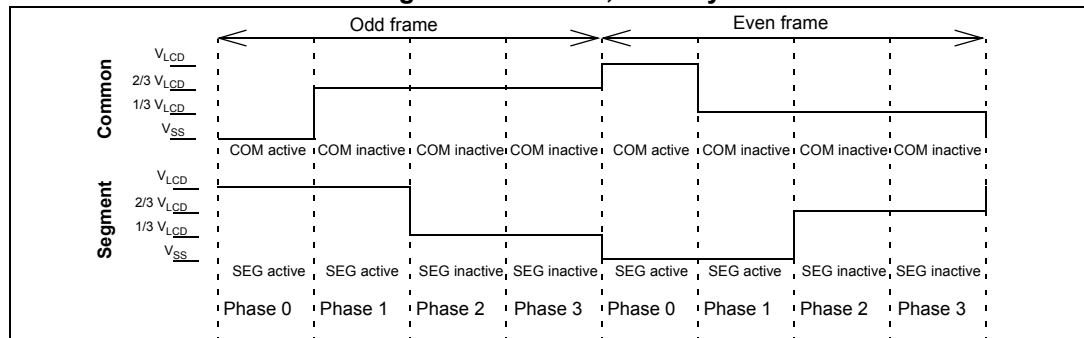 Odd frame Even frame
Common
VLCD
2/3 VLCD
1/3 VLCD
VSS
COM active COM inactive COM inactive COM inactive COM active COM inactive COM inactive COM inactive
Segment
VLCD
2/3 VLCD
1/3 VLCD
VSS
SEG active SEG active SEG inactive SEG inactive SEG active SEG active SEG inactive SEG inactive
Phase 0 Phase 1 Phase 2 Phase 3 Phase 0 Phase 1 Phase 2 Phase 3